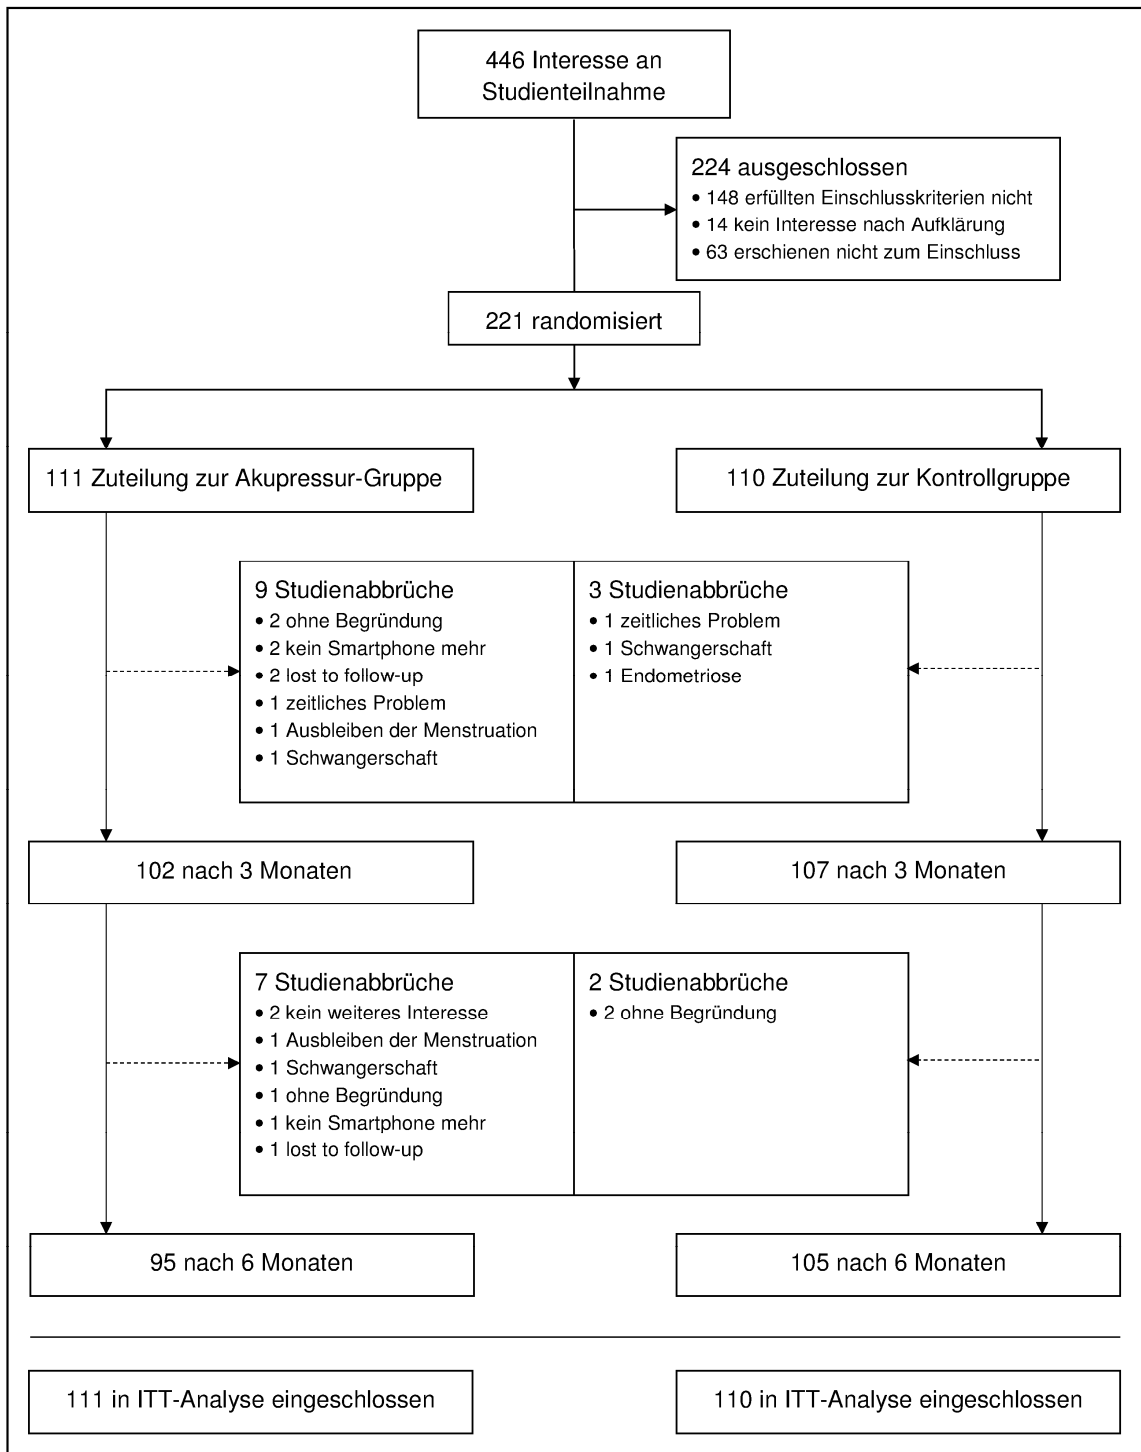 446 Interesse an
Studienteilnahme
224 ausgeschlossen
• 148 erfüllten Einschlusskriterien nicht
• 14 kein Interesse nach Aufklärung
• 63 erschienen nicht zum Einschluss
221 randomisiert
111 Zuteilung zur Akupressur-Gruppe
110 Zuteilung zur Kontrollgruppe
9 Studienabbrüche
• 2 ohne Begründung
• 2 kein Smartphone mehr
• 2 lost to follow-up
• 1 zeitliches Problem
• 1 Ausbleiben der Menstruation
• 1 Schwangerschaft
3 Studienabbrüche
• 1 zeitliches Problem
• 1 Schwangerschaft
• 1 Endometriose
102 nach 3 Monaten
107 nach 3 Monaten
7 Studienabbrüche
• 2 kein weiteres Interesse
• 1 Ausbleiben der Menstruation
• 1 Schwangerschaft
• 1 ohne Begründung
• 1 kein Smartphone mehr
• 1 lost to follow-up
2 Studienabbrüche
• 2 ohne Begründung
95 nach 6 Monaten
105 nach 6 Monaten
111 in ITT-Analyse eingeschlossen
110 in ITT-Analyse eingeschlossen